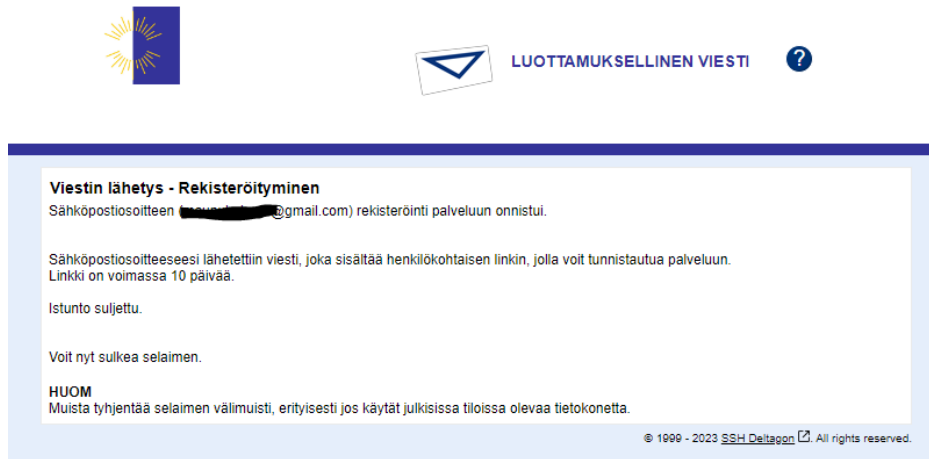 LUOTTAMUKSELLINEN VIESTI ?
Viestin lähetys - Rekisteröityminen
Sähköpostiosoitteen ( @gmail.com) rekisteröinti palveluun onnistui.
Sähköpostiosoitteeseesi lähetettiin viesti, joka sisältää henkilökohtaisen linkin, jolla voit tunnistautua palveluun.
Linkki on voimassa 10 päivää.
Istunto suljettu.
Voit nyt sulkea selaimen.
HUOM
Muista tyhjentää selaimen välimuisti, erityisesti jos käytät julkisissa tiloissa olevaa tietokonetta.
© 1999 - 2023 SSH Deltagon. All rights reserved.